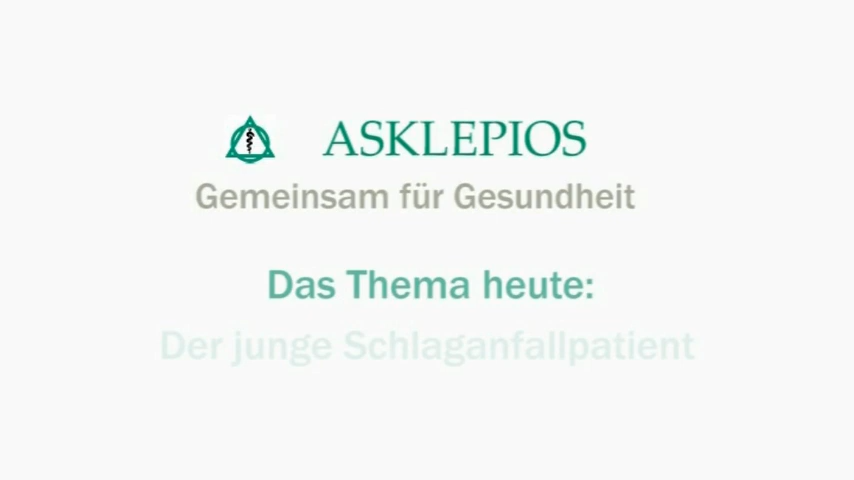 ASKLEPIOS
Gemeinsam für Gesundheit
Das Thema heute:
Der junge Schlaganfallpatient